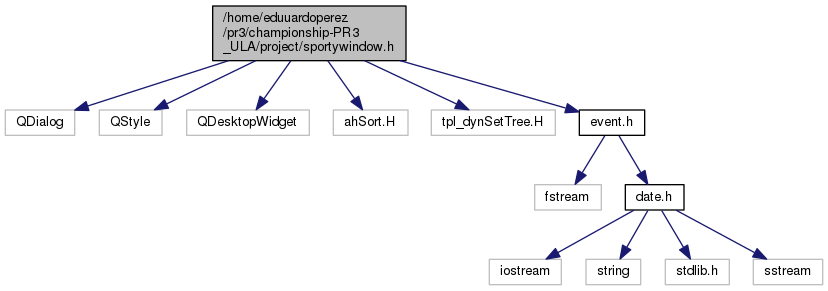 /home/eduuardoperez
/pr3/championship-PR3
_ULA/project/sportywindow.h
QDialog
QStyle
QDesktopWidget
ahSort.H
tpl_dynSetTree.H
event.h
fstream
date.h
iostream
string
stdlib.h
sstream